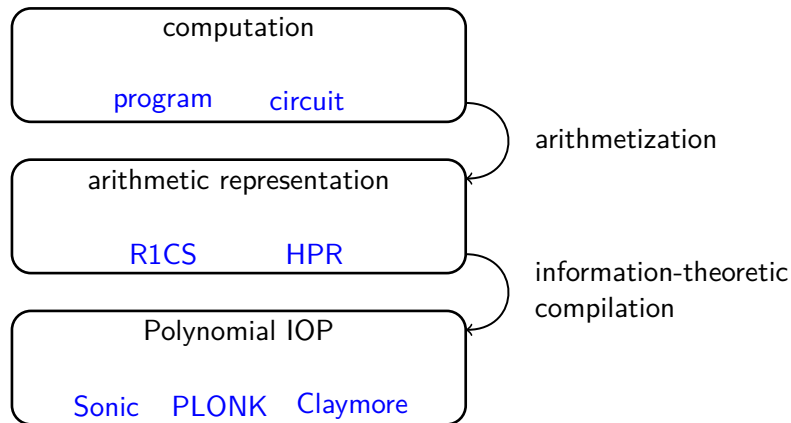 computation
program circuit
arithmetization
arithmetic representation
R1CS HPR
information-theoretic
compilation
Polynomial IOP
Sonic PLONK Claymore